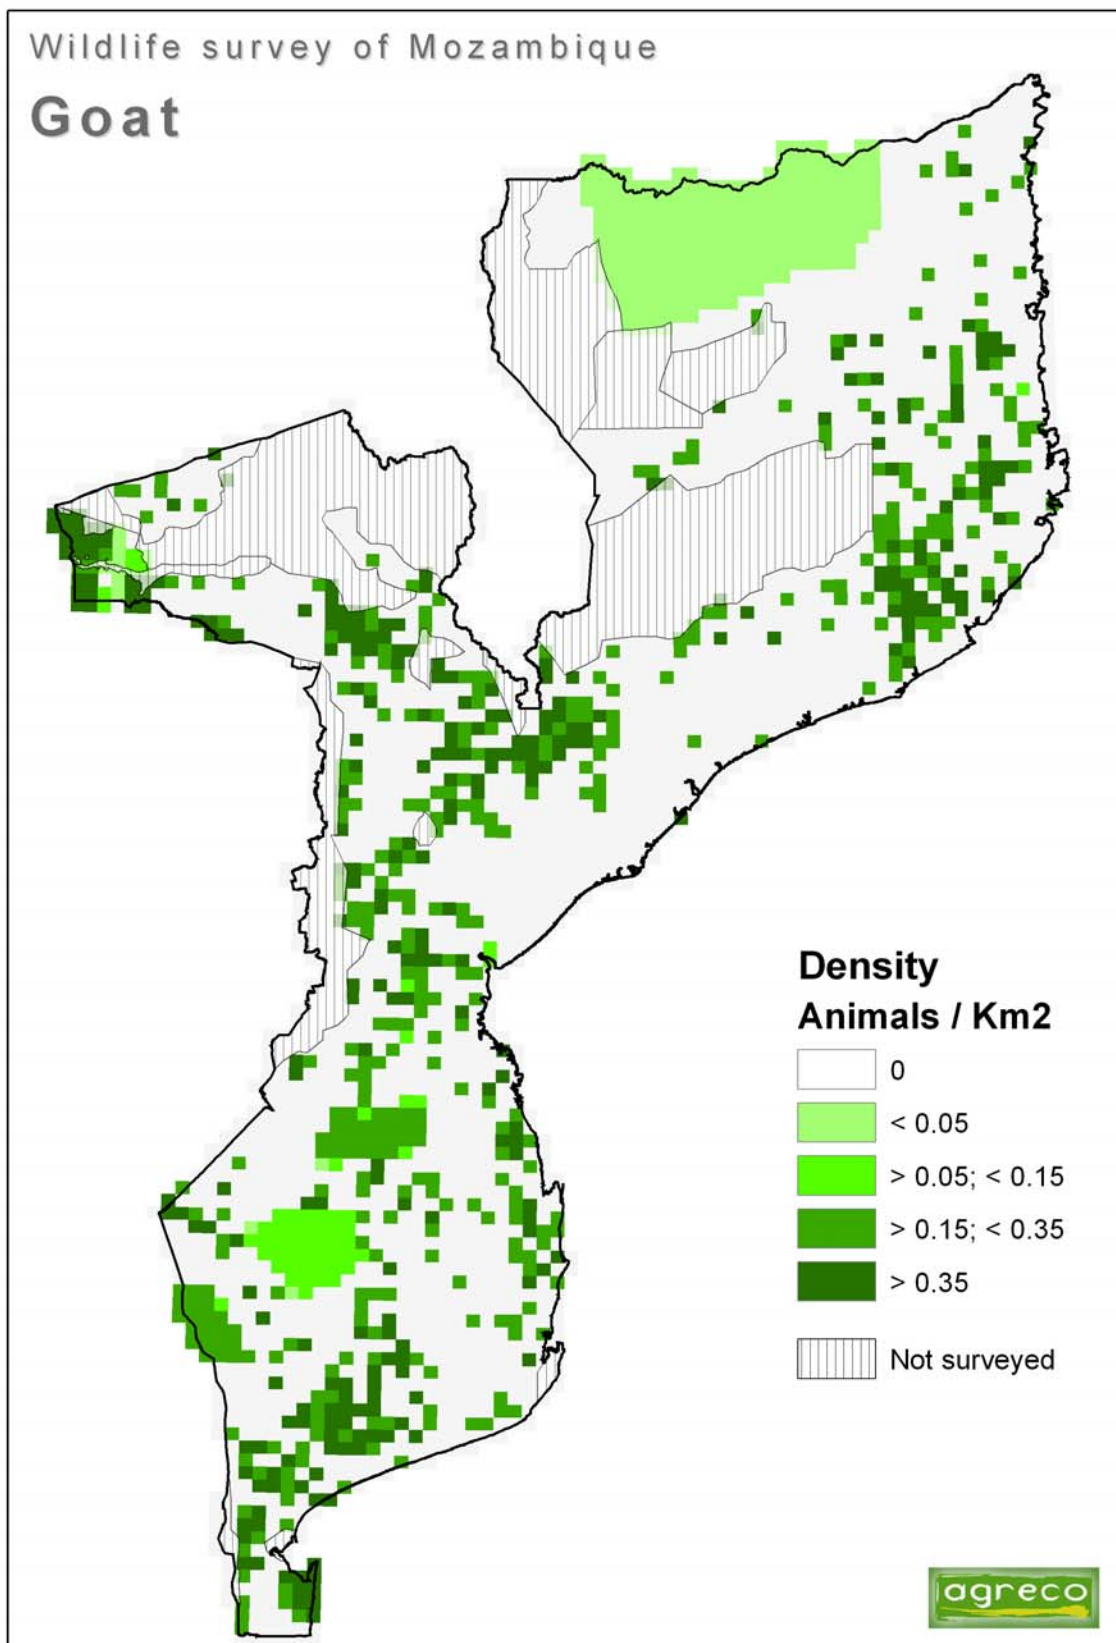 Wildlife survey of Mozambique
Goat
Density
Animals / Km2
0
< 0.05
> 0.05; < 0.15
> 0.15; < 0.35
> 0.35
Not surveyed
agreco